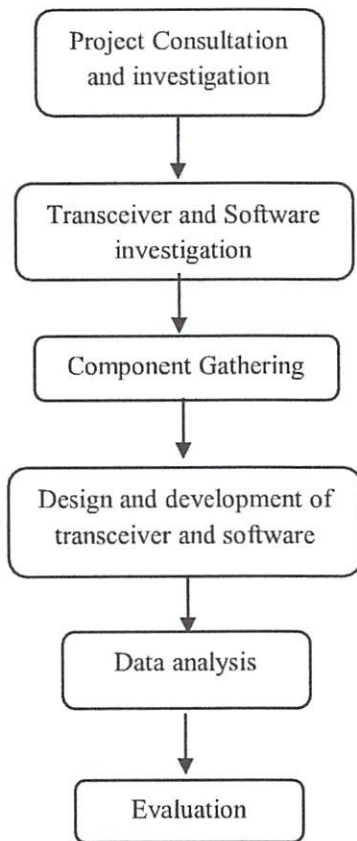 Project Consultation
and investigation
Transceiver and Software
investigation
Component Gathering
Design and development of
transceiver and software
Data analysis
Evaluation